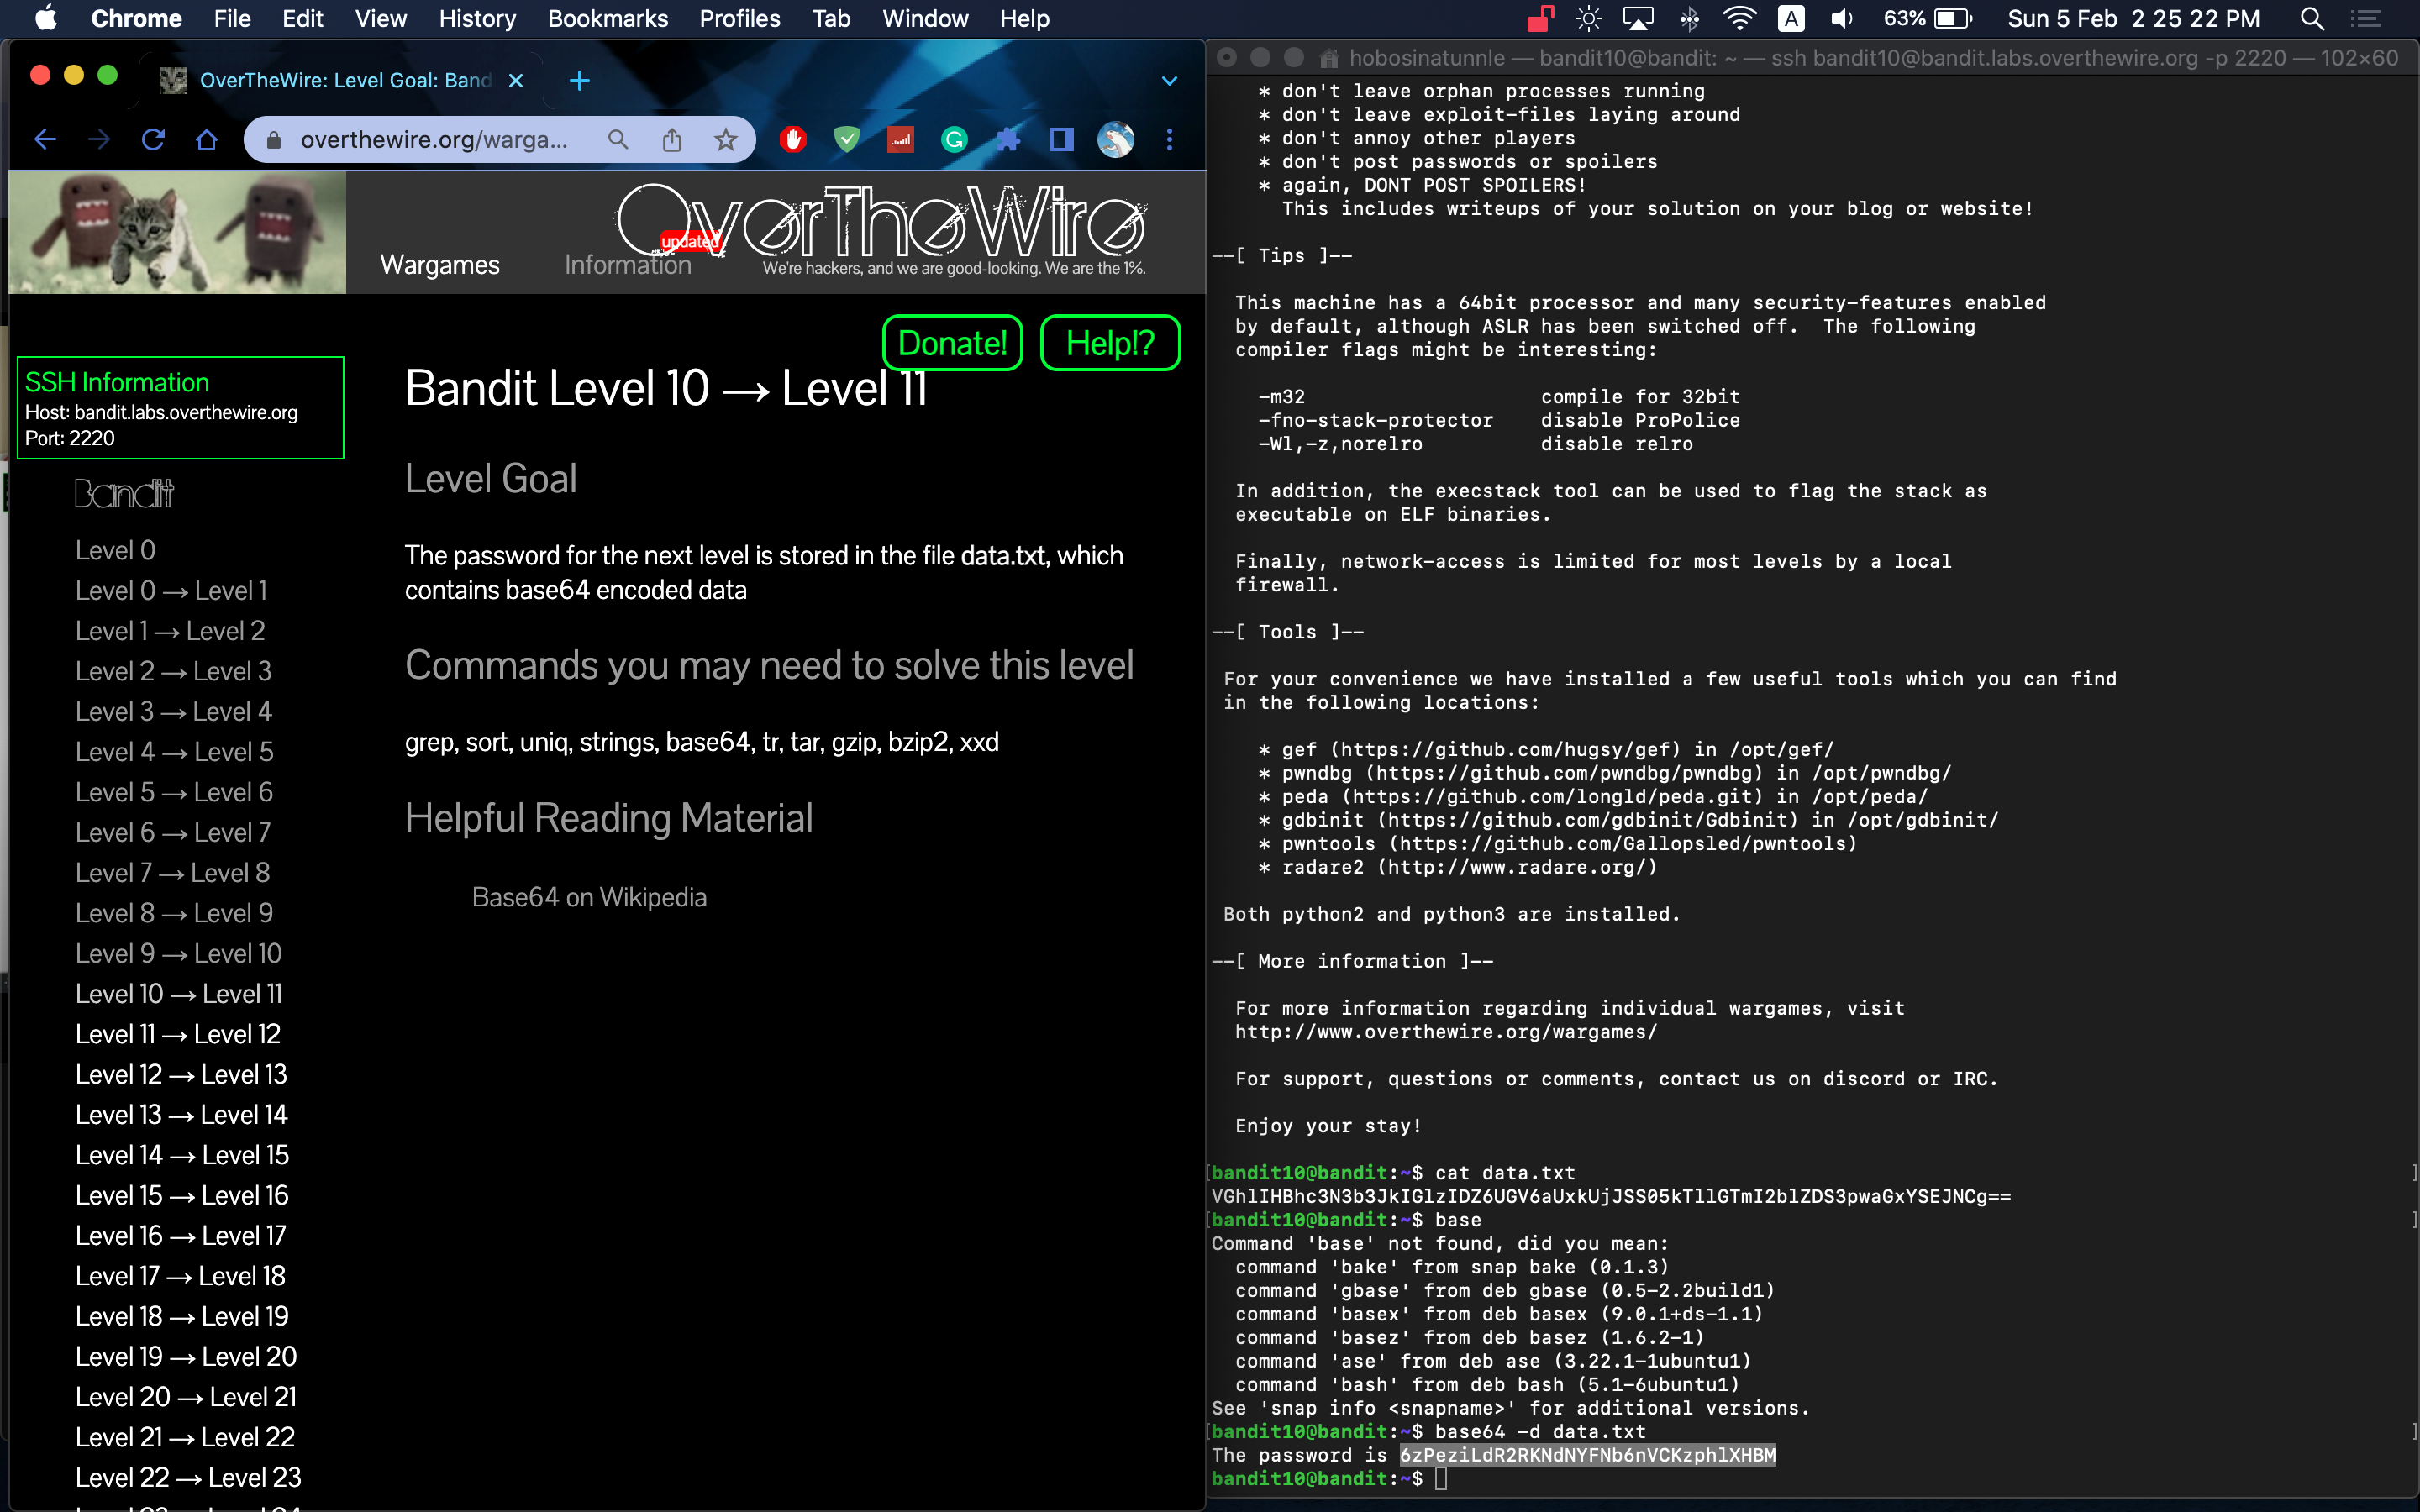 Chrome File Edit View History Bookmarks Profiles Tab Window Help A 63% Sun 5 Feb 2 25 22 PM
OverTheWire: Level Goal: Band
overthewire.org/warga...
updated
OverTheWire
Wargames Information We're hackers, and we are good-looking. We are the 1%.
Donate! Help!?
SSH Information
Host: bandit.labs.overthewire.org
Port: 2220
Bandit
Level 0
Level 0 → Level 1
Level 1 → Level 2
Level 2 → Level 3
Level 3 → Level 4
Level 4 → Level 5
Level 5 → Level 6
Level 6 → Level 7
Level 7 → Level 8
Level 8 → Level 9
Level 9 → Level 10
Level 10 → Level 11
Level 11 → Level 12
Level 12 → Level 13
Level 13 → Level 14
Level 14 → Level 15
Level 15 → Level 16
Level 16 → Level 17
Level 17 → Level 18
Level 18 → Level 19
Level 19 → Level 20
Level 20 → Level 21
Level 21 → Level 22
Level 22 → Level 23
Bandit Level 10 → Level 11
Level Goal
The password for the next level is stored in the file data.txt, which
contains base64 encoded data
Commands you may need to solve this level
grep, sort, uniq, strings, base64, tr, tar, gzip, bzip2, xxd
Helpful Reading Material
Base64 on Wikipedia
hobosinatunnle — bandit10@bandit: ~ — ssh bandit10@bandit.labs.overthewire.org -p 2220 — 102×60
* don't leave orphan processes running
* don't leave exploit-files laying around
* don't annoy other players
* don't post passwords or spoilers
* again, DONT POST SPOILERS!
This includes writeups of your solution on your blog or website!
--[ Tips ]--
This machine has a 64bit processor and many security-features enabled
by default, although ASLR has been switched off.  The following
compiler flags might be interesting:
-m32                    compile for 32bit
-fno-stack-protector    disable ProPolice
-Wl,-z,norelro          disable relro
In addition, the execstack tool can be used to flag the stack as
executable on ELF binaries.
Finally, network-access is limited for most levels by a local
firewall.
--[ Tools ]--
For your convenience we have installed a few useful tools which you can find
in the following locations:
* gef (https://github.com/hugsy/gef) in /opt/gef/
* pwndbg (https://github.com/pwndbg/pwndbg) in /opt/pwndbg/
* peda (https://github.com/longld/peda.git) in /opt/peda/
* gdbinit (https://github.com/gdbinit/Gdbinit) in /opt/gdbinit/
* pwntools (https://github.com/Gallopsled/pwntools)
* radare2 (http://www.radare.org/)
Both python2 and python3 are installed.
--[ More information ]--
For more information regarding individual wargames, visit
http://www.overthewire.org/wargames/
For support, questions or comments, contact us on discord or IRC.
Enjoy your stay!
[bandit10@bandit:~$ cat data.txt ]
VGhlIHBhc3N3b3JkIGlzIDZ6UGV6aUxkUjJSS05kTllGTmI2blZDS3pwaGxYSEJNCg==
[bandit10@bandit:~$ base ]
Command 'base' not found, did you mean:
command 'bake' from snap bake (0.1.3)
command 'gbase' from deb gbase (0.5-2.2build1)
command 'basex' from deb basex (9.0.1+ds-1.1)
command 'basez' from deb basez (1.6.2-1)
command 'ase' from deb ase (3.22.1-1ubuntu1)
command 'bash' from deb bash (5.1-6ubuntu1)
See 'snap info <snapname>' for additional versions.
[bandit10@bandit:~$ base64 -d data.txt ]
The password is 6zPeziLdR2RKNdNYFNb6nVCKzphlXHBM
bandit10@bandit:~$